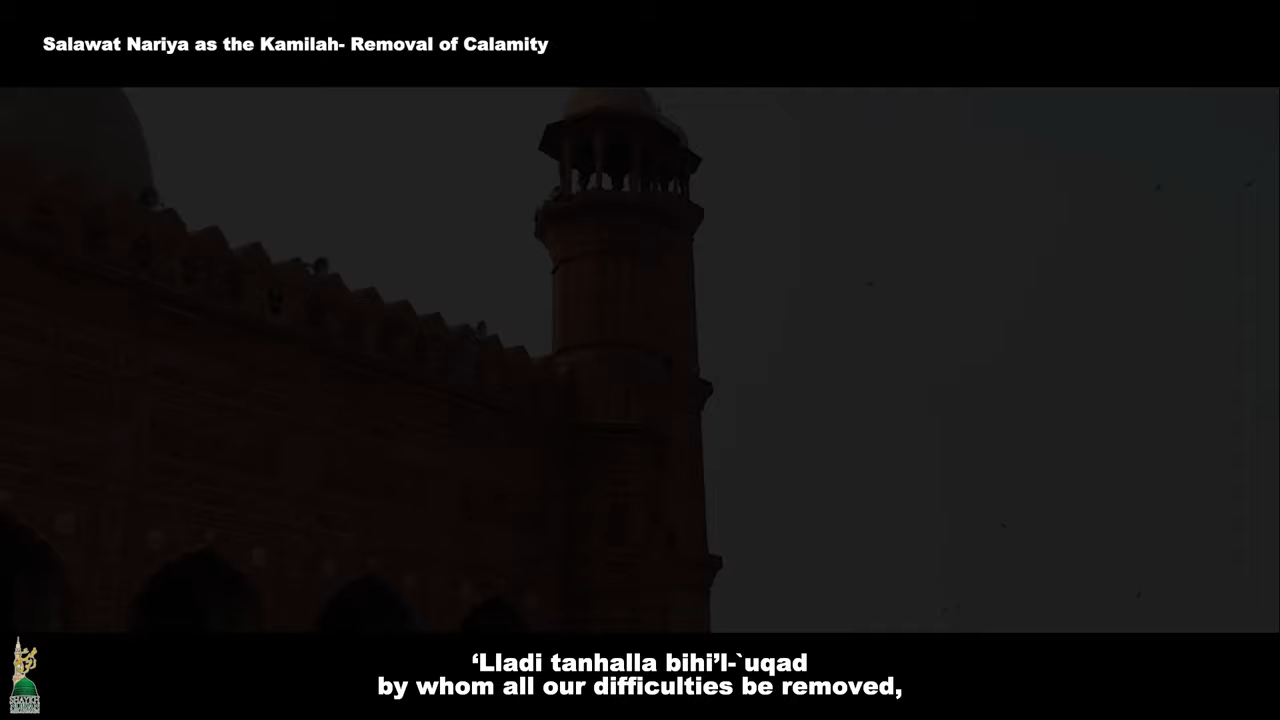 Salawat Nariya as the Kamilah- Removal of Calamity
‘Lladi tanhalla bihi’l-`uqad
by whom all our difficulties be removed,